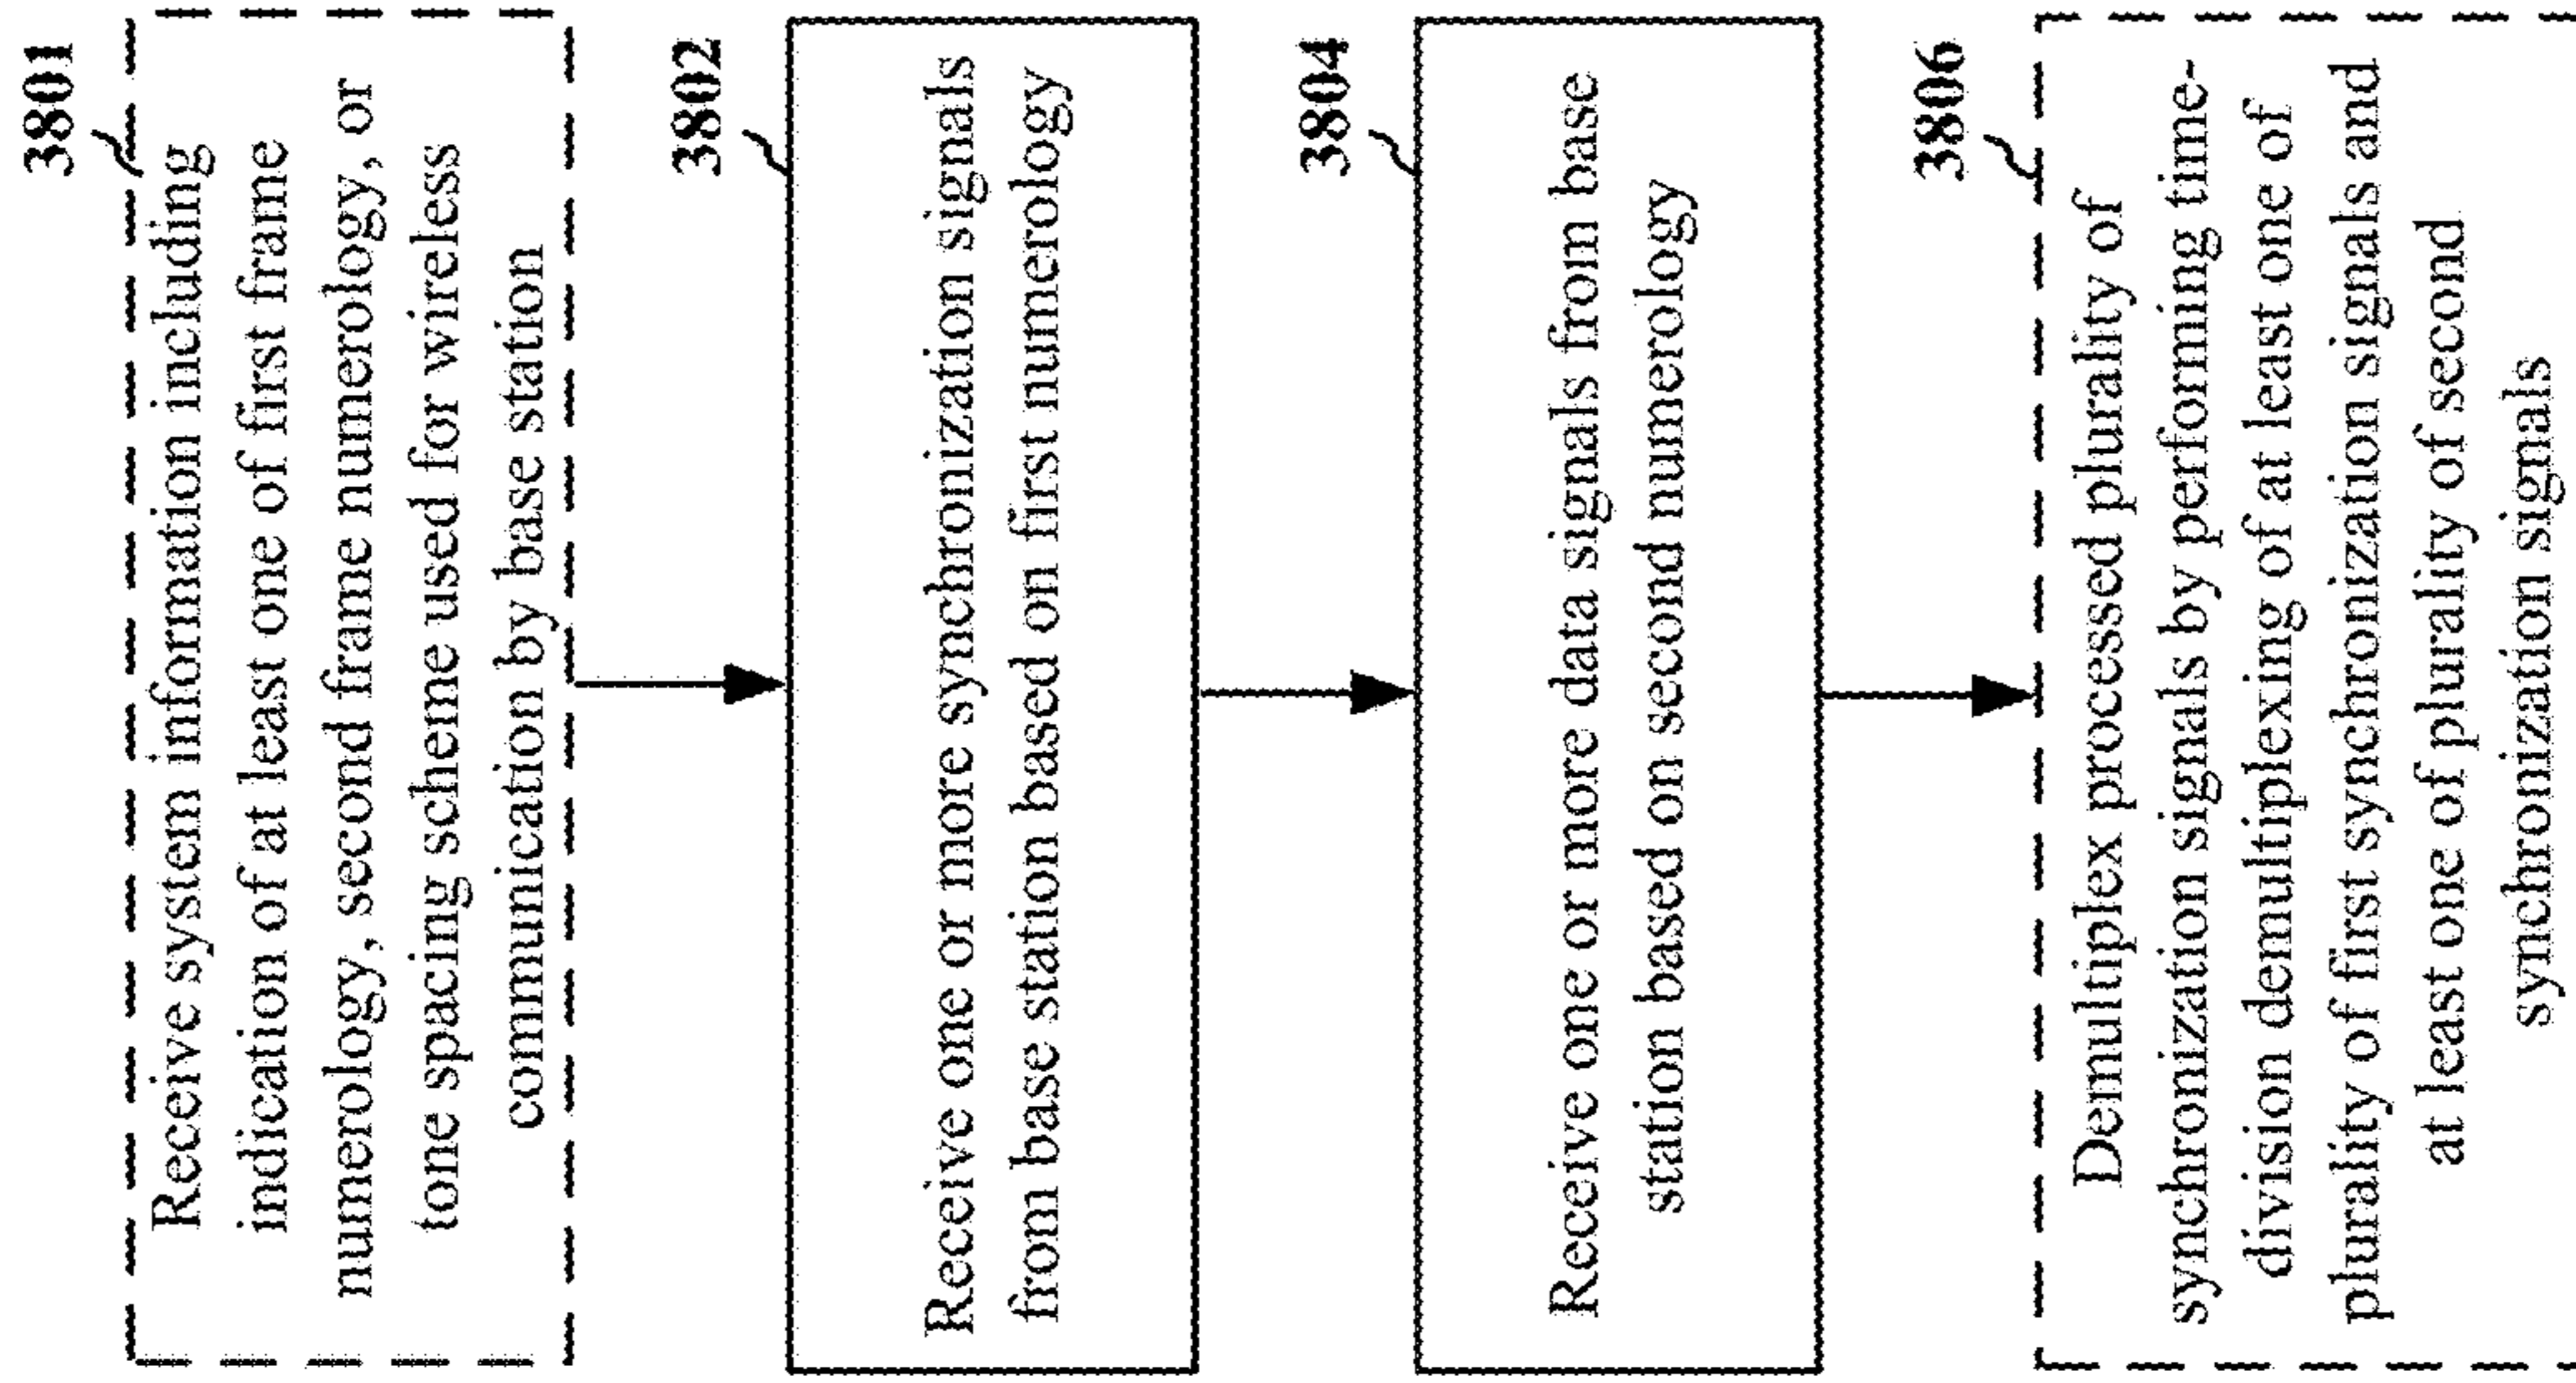 3801
Receive system information including
indication of at least one of first frame
numerology, second frame numerology, or
tone spacing scheme used for wireless
communication by base station
3802
Receive one or more synchronization signals
from base station based on first numerology
3804
Receive one or more data signals from base
station based on second numerology
3806
Demultiplex processed plurality of
synchronization signals by performing time-
division demultiplexing of at least one of
plurality of first synchronization signals and
at least one of plurality of second
synchronization signals